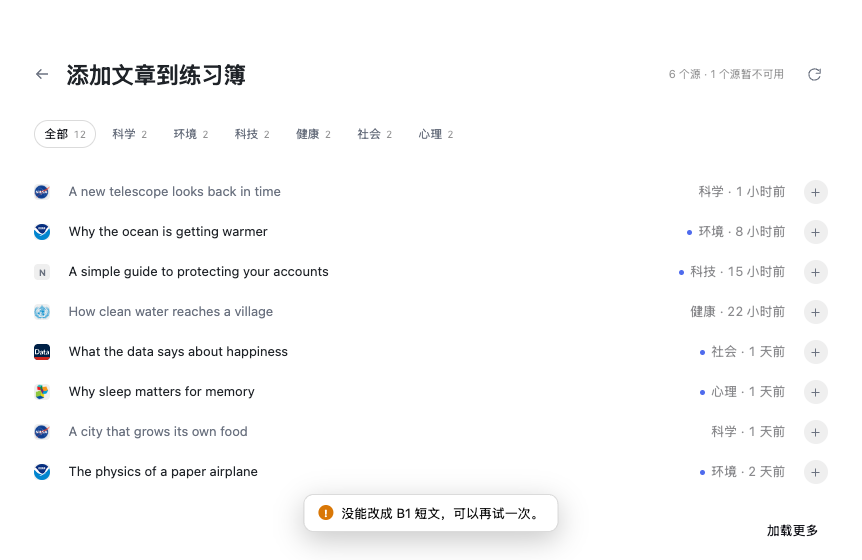 添加文章到练习簿
6 个源 · 1 个源暂不可用
全部 12 科学 2 环境 2 科技 2 健康 2 社会 2 心理 2
A new telescope looks back in time 科学 · 1 小时前
Why the ocean is getting warmer 环境 · 8 小时前
N A simple guide to protecting your accounts 科技 · 15 小时前
How clean water reaches a village 健康 · 22 小时前
Data What the data says about happiness 社会 · 1 天前
Why sleep matters for memory 心理 · 1 天前
NASA A city that grows its own food 科学 · 1 天前
The physics of a paper airplane 环境 · 2 天前
没能改成 B1 短文，可以再试一次。
加载更多